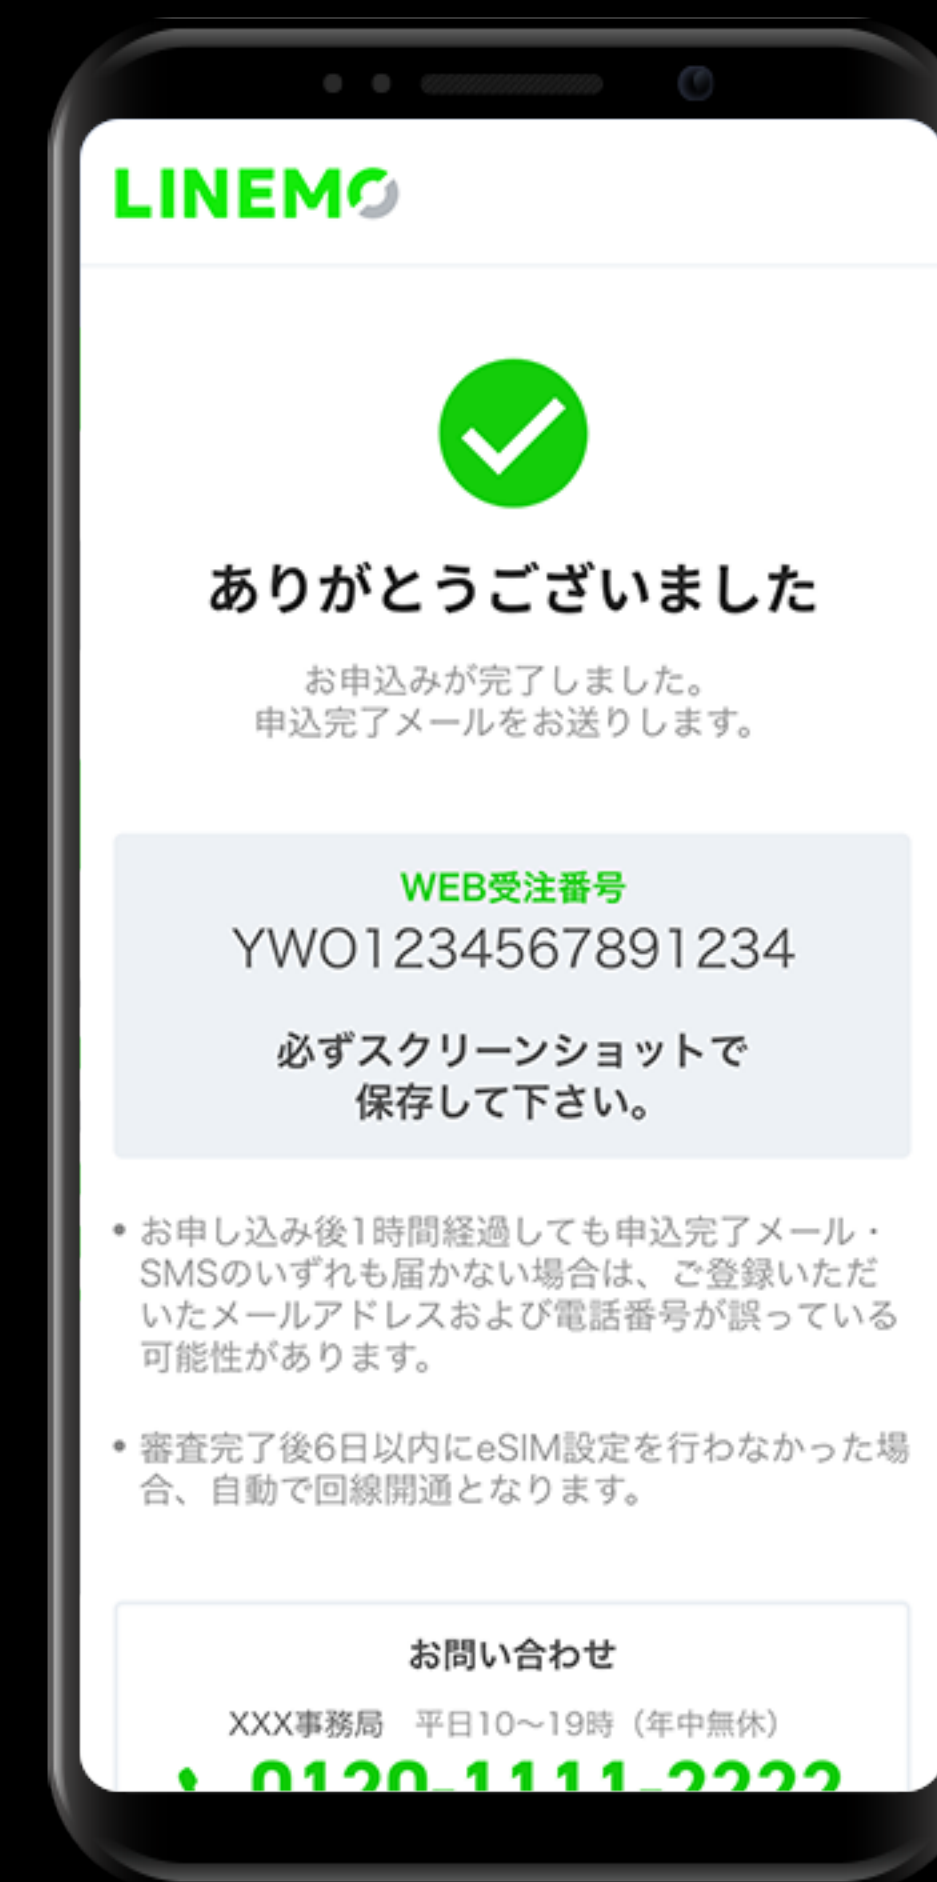 LINEMO
ありがとうございました
お申込みが完了しました。
申込完了メールをお送りします。
WEB受注番号
YWO1234567891234
必ずスクリーンショットで
保存して下さい。
• お申し込み後1時間経過しても申込完了メール・
SMSのいずれも届かない場合は、ご登録いただ
いたメールアドレスおよび電話番号が誤っている
可能性があります。
• 審査完了後6日以内にeSIM設定を行わなかった場
合、自動で回線開通となります。
お問い合わせ
XXX事務局 平日10〜19時（年中無休）
0120-1111-2222